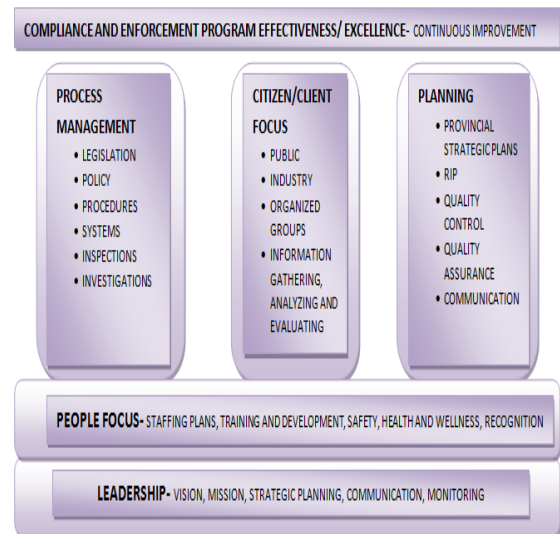 COMPLIANCE AND ENFORCEMENT PROGRAM EFFECTIVENESS/ EXCELLENCE- CONTINUOUS IMPROVEMENT
PROCESS
MANAGEMENT
• LEGISLATION
• POLICY
• PROCEDURES
• SYSTEMS
• INSPECTIONS
• INVESTIGATIONS
CITIZEN/CLIENT
FOCUS
• PUBLIC
• INDUSTRY
• ORGANIZED
GROUPS
• INFORMATION
GATHERING,
ANALYZING AND
EVALUATING
PLANNING
• PROVINCIAL
STRATEGIC PLANS
• RIP
• QUALITY
CONTROL
• QUALITY
ASSURANCE
• COMMUNICATION
PEOPLE FOCUS- STAFFING PLANS, TRAINING AND DEVELOPMENT, SAFETY, HEALTH AND WELLNESS, RECOGNITION
LEADERSHIP- VISION, MISSION, STRATEGIC PLANNING, COMMUNICATION, MONITORING